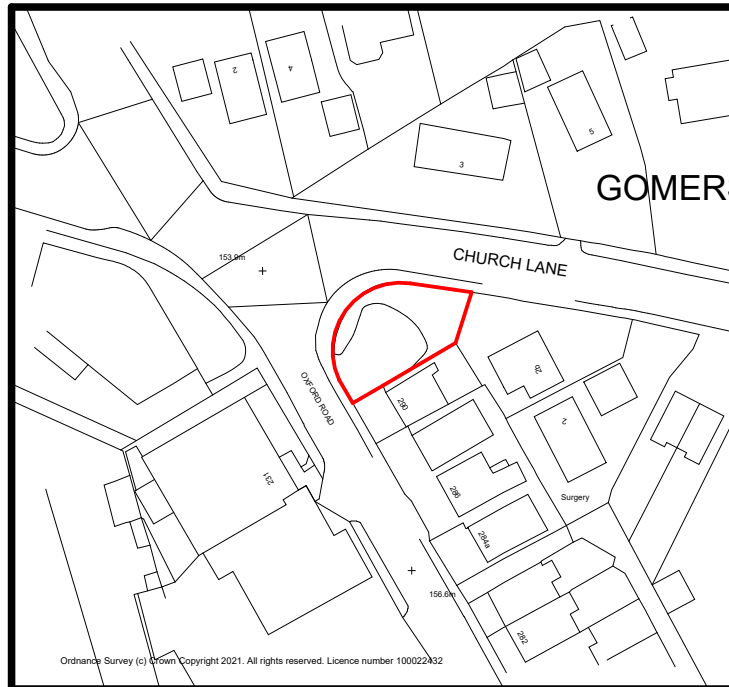 2
4
5
3
GOMERS
153.9m
CHURCH LANE
OXFORD ROAD
2b
290
2
231
286
Surgery
284a
156.6m
282
Ordnance Survey (c) Crown Copyright 2021. All rights reserved. Licence number 100022432